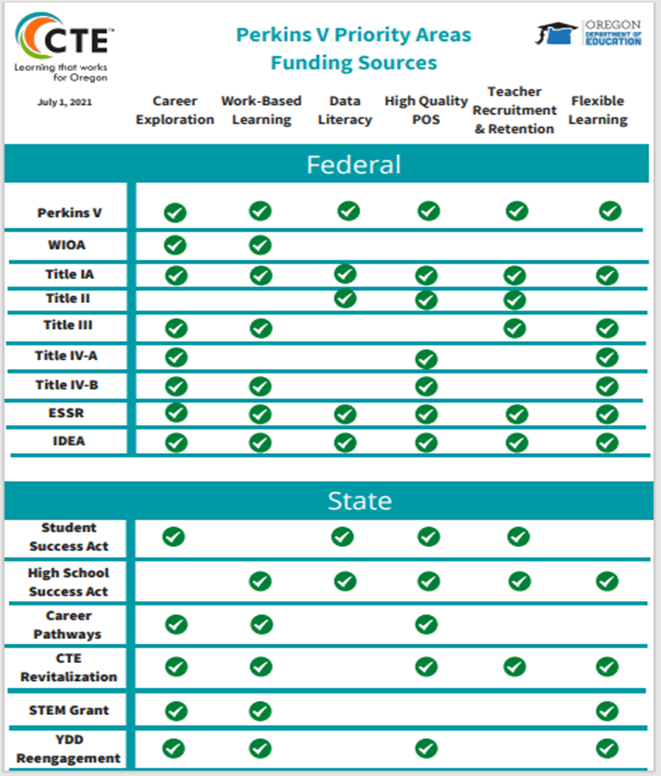 CTE™
Learning that works
for Oregon
July 1, 2021
Perkins V Priority Areas
Funding Sources
OREGON
DEPARTMENT OF
EDUCATION
Career
Exploration
Work-Based
Learning
Data
Literacy
High Quality
POS
Teacher
Recruitment
& Retention
Flexible
Learning
Federal
Perkins V
WIOA
Title IA
Title II
Title III
Title IV-A
Title IV-B
ESSR
IDEA
State
Student
Success Act
High School
Success Act
Career
Pathways
CTE
Revitalization
STEM Grant
YDD
Reengagement